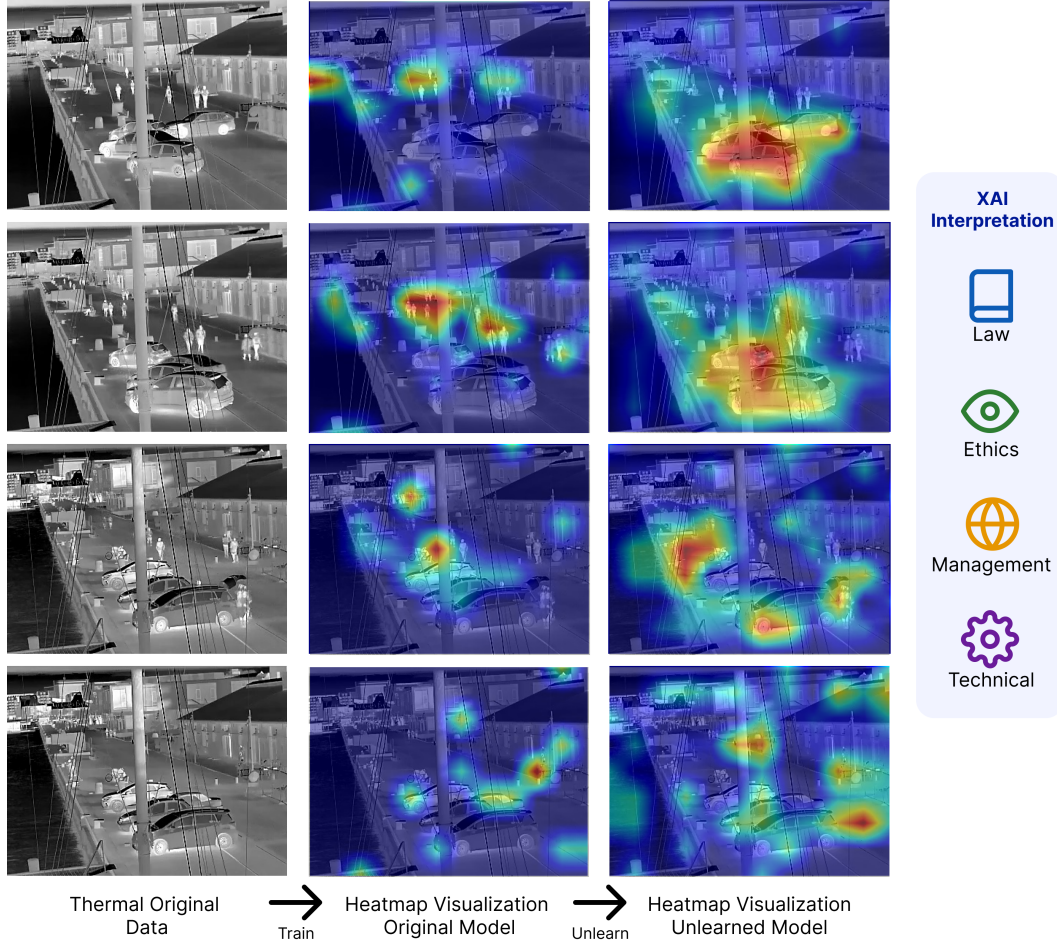 XAI
Interpretation
Law
Ethics
Management
Technical
Thermal Original
Data
Train
Heatmap Visualization
Original Model
Unlearn
Heatmap Visualization
Unlearned Model